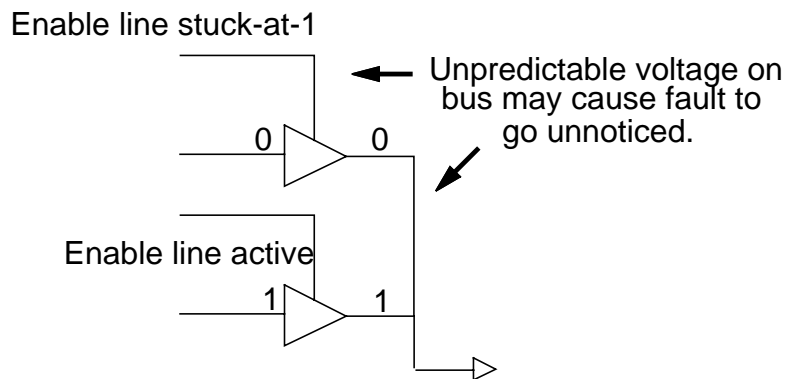 Enable line stuck-at-1
Unpredictable voltage on
bus may cause fault to
go unnoticed.
0 0
Enable line active
1 1